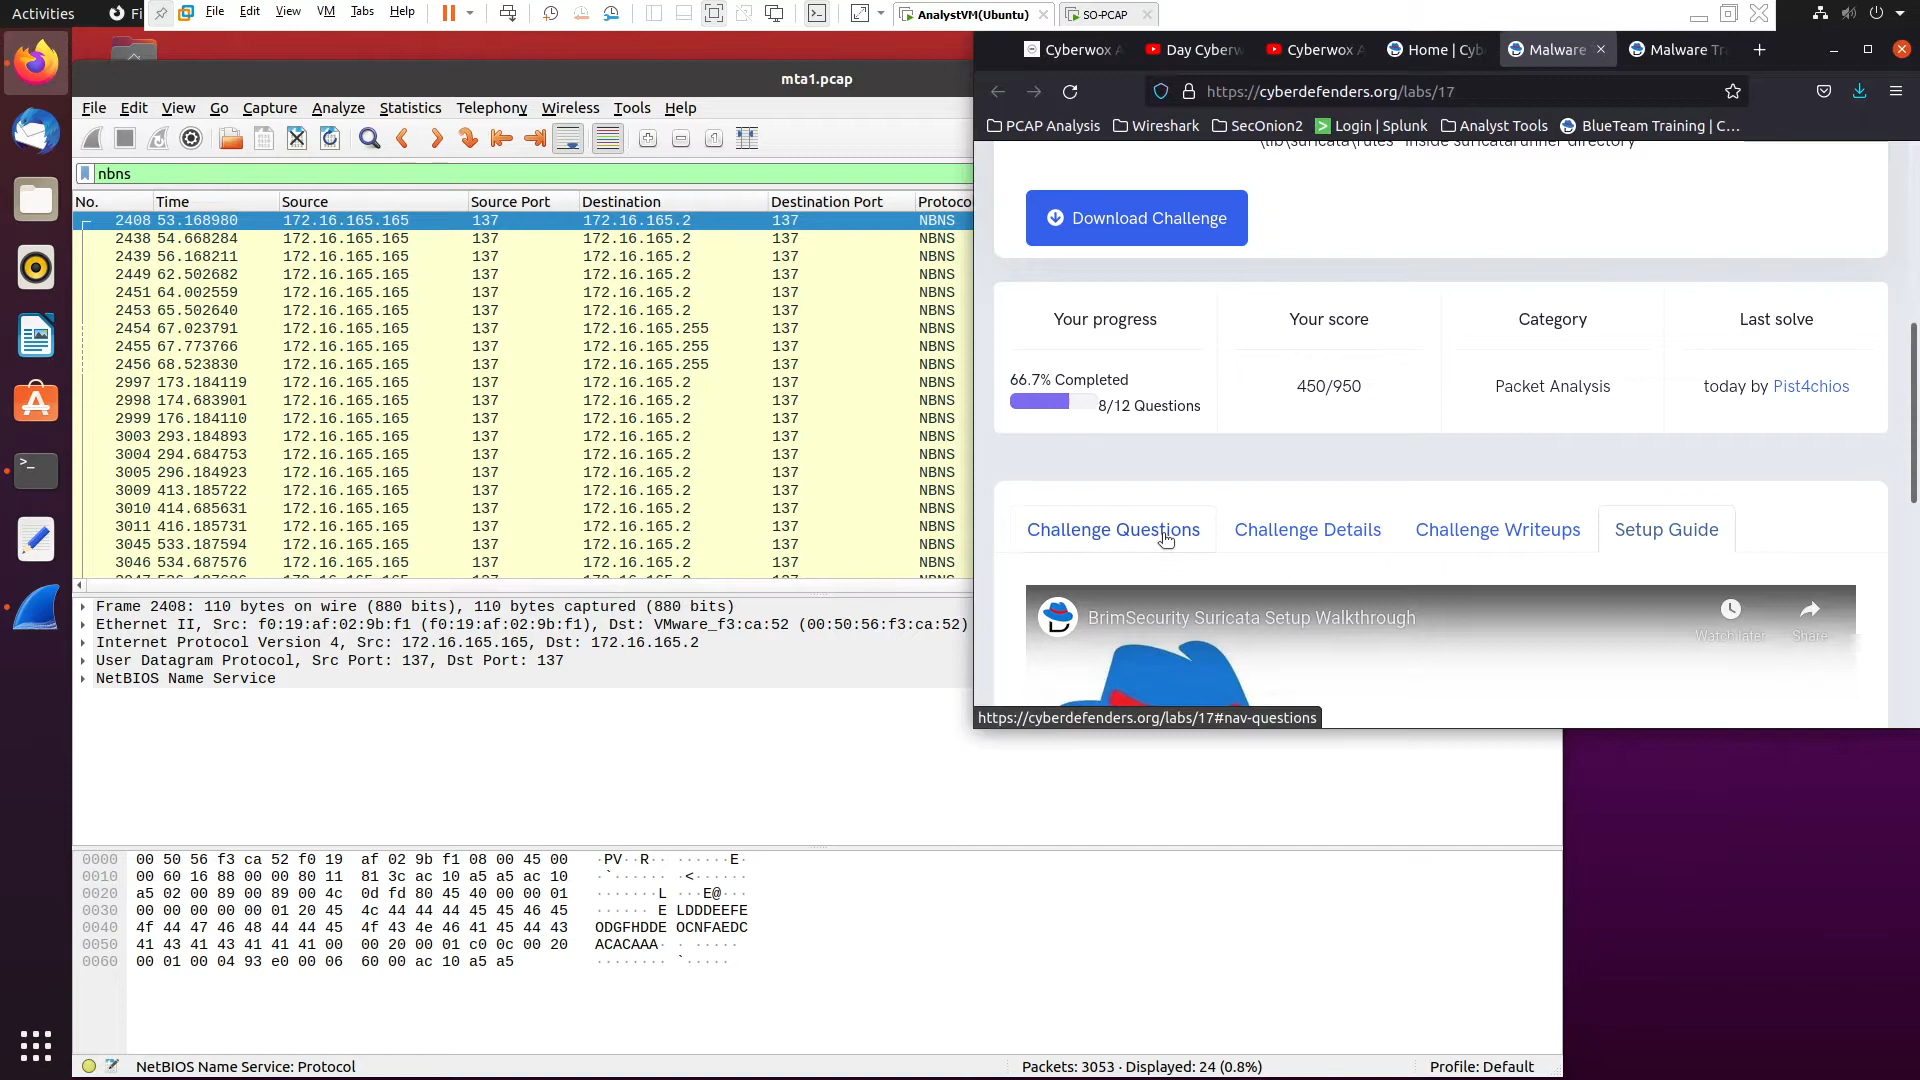 Activities
Fi
File Edit View VM Tabs Help
AnalystVM(Ubuntu)
SO-PCAP
mta1.pcap
File Edit View Go Capture Analyze Statistics Telephony Wireless Tools Help
nbns
No. Time Source Source Port Destination Destination Port Protoco
2408 53.168980 172.16.165.165 137 172.16.165.2 137 NBNS
2438 54.668284 172.16.165.165 137 172.16.165.2 137 NBNS
2439 56.168211 172.16.165.165 137 172.16.165.2 137 NBNS
2449 62.502682 172.16.165.165 137 172.16.165.2 137 NBNS
2451 64.002559 172.16.165.165 137 172.16.165.2 137 NBNS
2453 65.502640 172.16.165.165 137 172.16.165.2 137 NBNS
2454 67.023791 172.16.165.165 137 172.16.165.255 137 NBNS
2455 67.773766 172.16.165.165 137 172.16.165.255 137 NBNS
2456 68.523830 172.16.165.165 137 172.16.165.255 137 NBNS
2997 173.184119 172.16.165.165 137 172.16.165.2 137 NBNS
2998 174.683901 172.16.165.165 137 172.16.165.2 137 NBNS
2999 176.184110 172.16.165.165 137 172.16.165.2 137 NBNS
3003 293.184893 172.16.165.165 137 172.16.165.2 137 NBNS
3004 294.684753 172.16.165.165 137 172.16.165.2 137 NBNS
3005 296.184923 172.16.165.165 137 172.16.165.2 137 NBNS
3009 413.185722 172.16.165.165 137 172.16.165.2 137 NBNS
3010 414.685631 172.16.165.165 137 172.16.165.2 137 NBNS
3011 416.185731 172.16.165.165 137 172.16.165.2 137 NBNS
3045 533.187594 172.16.165.165 137 172.16.165.2 137 NBNS
3046 534.687576 172.16.165.165 137 172.16.165.2 137 NBNS
Frame 2408: 110 bytes on wire (880 bits), 110 bytes captured (880 bits)
Ethernet II, Src: f0:19:af:02:9b:f1 (f0:19:af:02:9b:f1), Dst: VMware_f3:ca:52 (00:50:56:f3:ca:52)
Internet Protocol Version 4, Src: 172.16.165.165, Dst: 172.16.165.2
User Datagram Protocol, Src Port: 137, Dst Port: 137
NetBIOS Name Service
0000 00 50 56 f3 ca 52 f0 19 af 02 9b f1 08 00 45 00 ·PV··R·· ······E·
0010 00 60 16 88 00 00 80 11 81 3c ac 10 a5 a5 ac 10 ·`······ ·<······
0020 a5 02 00 89 00 89 00 4c 0d fd 80 45 40 00 00 01 ·······L ···E@···
0030 00 00 00 00 00 01 20 45 4c 44 44 44 45 45 46 45 ······ E LDDDEEFE
0040 4f 44 47 46 48 44 44 45 4f 43 4e 46 41 45 44 43 ODGFHDDE OCNFAEDC
0050 41 43 41 43 41 41 41 00 00 20 00 01 c0 0c 00 20 ACACAAA· · ·····
0060 00 01 00 04 93 e0 00 06 60 00 ac 10 a5 a5 ········ `·····
NetBIOS Name Service: Protocol
Packets: 3053 · Displayed: 24 (0.8%)
Profile: Default
Cyberwox A
Day Cyberw
Cyberwox A
Home | Cyb
Malware T
Malware Tr
https://cyberdefenders.org/labs/17
PCAP Analysis Wireshark SecOnion2 Login | Splunk Analyst Tools BlueTeam Training | C…
\lib\suricata\rules" inside suricatarunner directory
Download Challenge
Your progress Your score Category Last solve
66.7% Completed
8/12 Questions
450/950
Packet Analysis
today by Pist4chios
Challenge Questions Challenge Details Challenge Writeups Setup Guide
BrimSecurity Suricata Setup Walkthrough
Watch later Share
https://cyberdefenders.org/labs/17#nav-questions